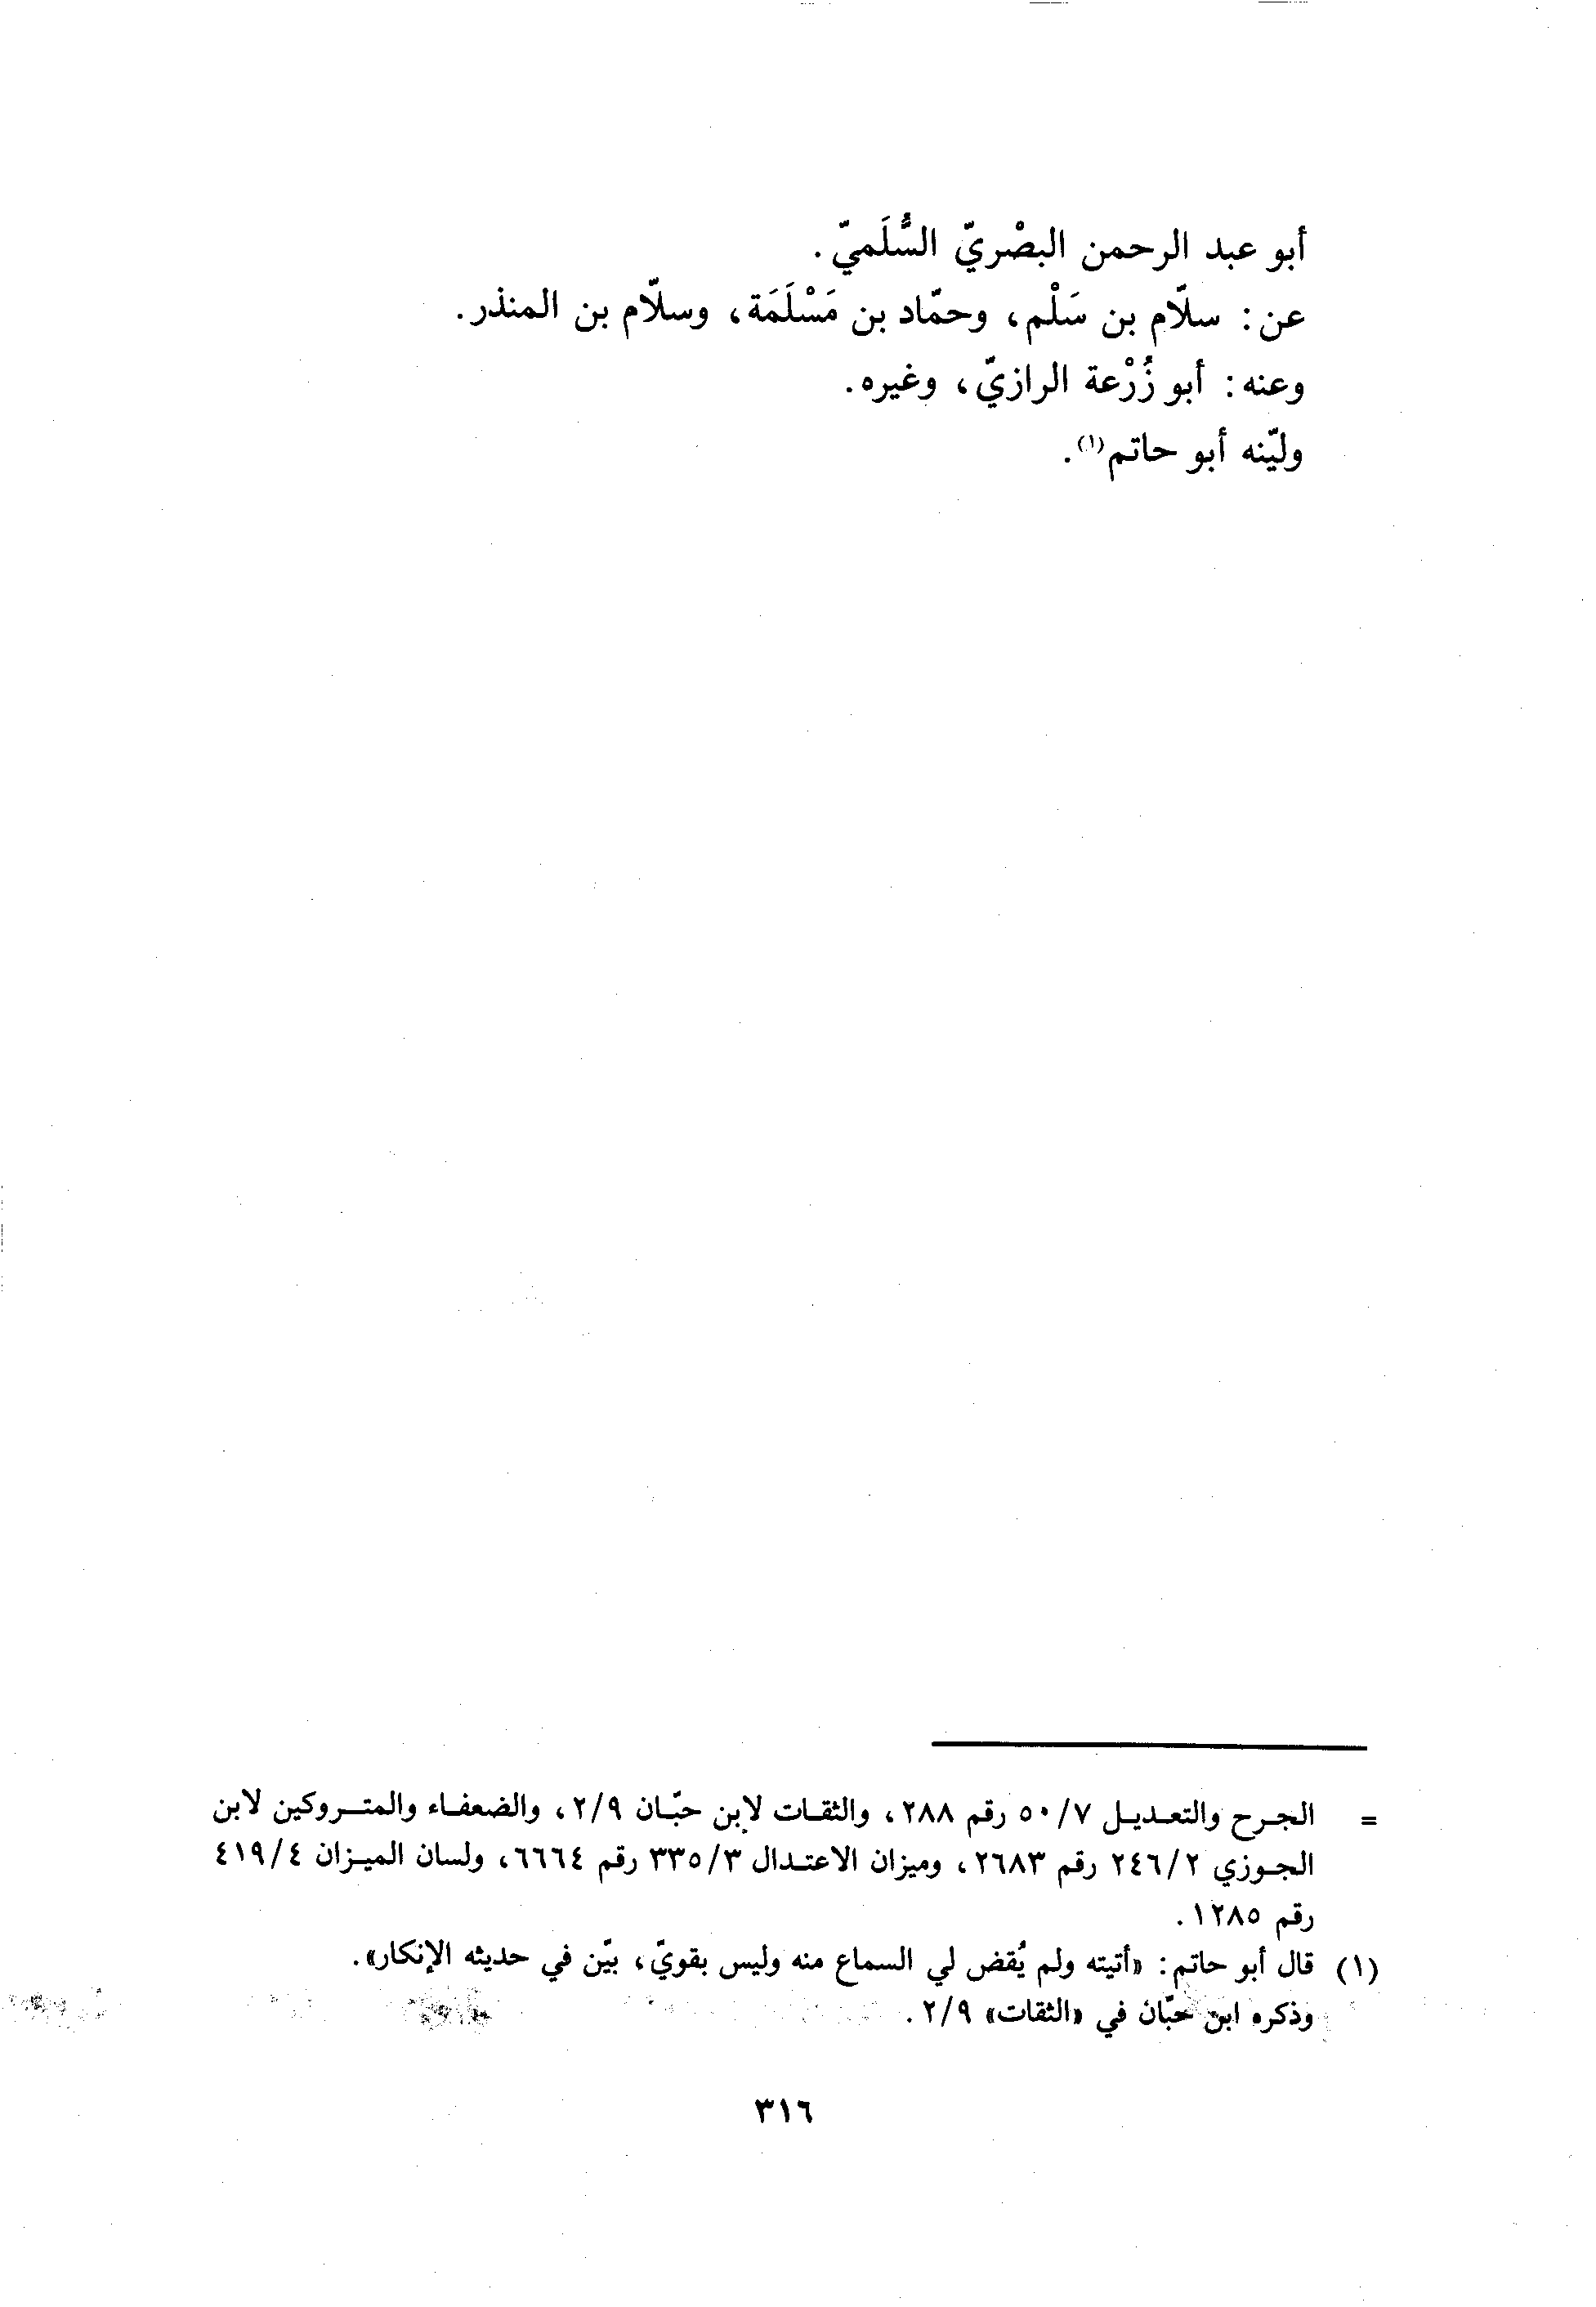 أبو عبد الرحمن البصْريّ السُّلَميّ.
عن: سلّام بن سَلْم، وحمّاد بن مَسْلَمَة، وسلّام بن المنذر.
وعنه: أبو زُرْعة الرازيّ، وغيره.
وليّنه أبو حاتم(١).
= الجرح والتعديل ٥٠/٧ رقم ٢٨٨، والثقات لابن حبّان ٢/٩، والضعفاء والمتروكين لابن
الجوزي ٢٤٦/٢ رقم ٢٦٨٣، وميزان الاعتدال ٣٣٥/٣ رقم ٦٦٦٤، ولسان الميزان ٤١٩/٤
رقم ١٢٨٥.
(١) قال أبو حاتم: «أتيته ولم يُقض لي السماع منه وليس بقويّ، بيّن في حديثه الإنكار».
وذكره ابن حبّان في «الثقات» ٢/٩.
٣١٦